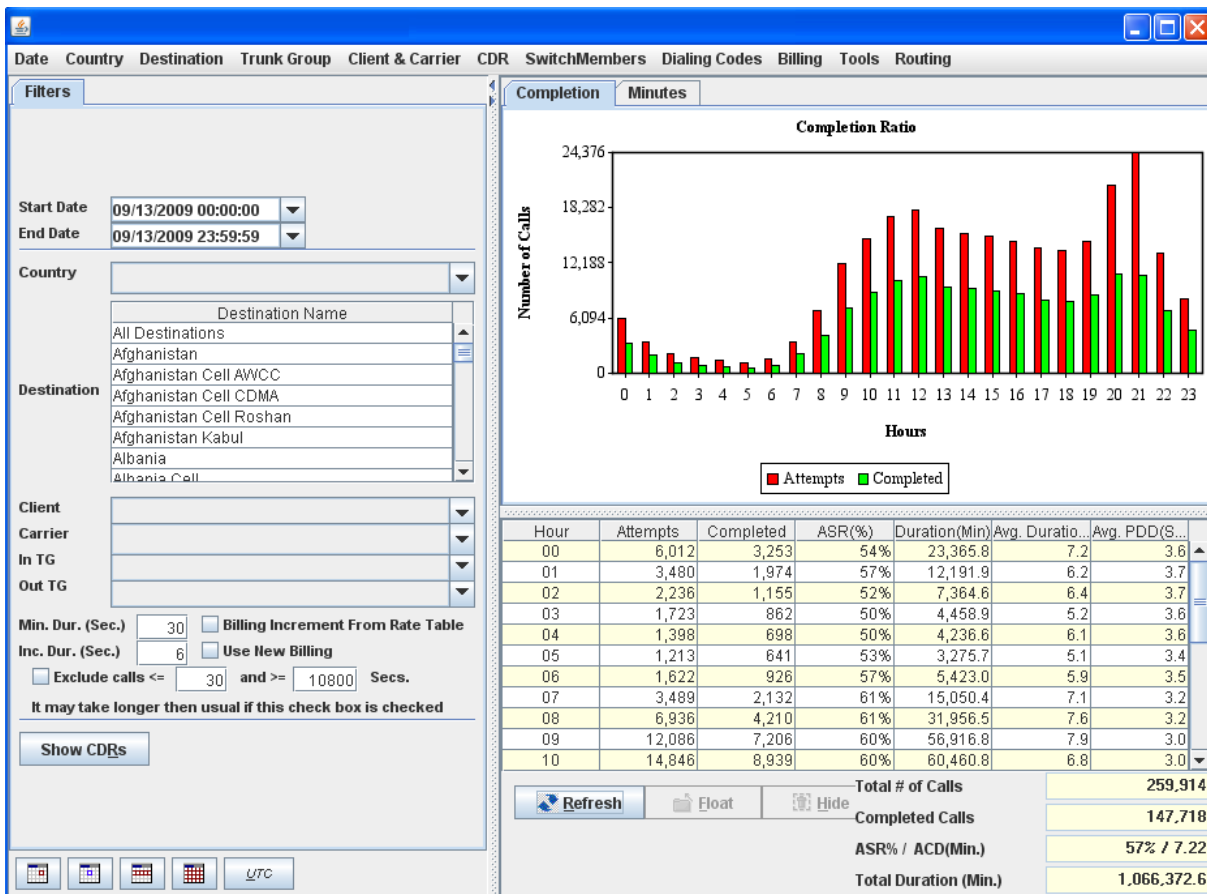 Date Country Destination Trunk Group Client & Carrier CDR SwitchMembers Dialing Codes Billing Tools Routing
Filters
Start Date 09/13/2009 00:00:00
End Date 09/13/2009 23:59:59
Country
Destination
Destination Name
All Destinations
Afghanistan
Afghanistan Cell AWCC
Afghanistan Cell CDMA
Afghanistan Cell Roshan
Afghanistan Kabul
Albania
Albania Cell
Client
Carrier
In TG
Out TG
Min. Dur. (Sec.) 30 Billing Increment From Rate Table
Inc. Dur. (Sec.) 6 Use New Billing
Exclude calls <= 30 and >= 10800 Secs.
It may take longer then usual if this check box is checked
Show CDRs
UTC
Completion Minutes
Completion Ratio
Number of Calls
24,376
18,282
12,188
6,094
0
0 1 2 3 4 5 6 7 8 9 10 11 12 13 14 15 16 17 18 19 20 21 22 23
Hours
Attempts Completed
Hour Attempts Completed ASR(%) Duration(Min) Avg. Duratio... Avg. PDD(S...
00 6,012 3,253 54% 23,365.8 7.2 3.6
01 3,480 1,974 57% 12,191.9 6.2 3.7
02 2,236 1,155 52% 7,364.6 6.4 3.7
03 1,723 862 50% 4,458.9 5.2 3.6
04 1,398 698 50% 4,236.6 6.1 3.6
05 1,213 641 53% 3,275.7 5.1 3.4
06 1,622 926 57% 5,423.0 5.9 3.5
07 3,489 2,132 61% 15,050.4 7.1 3.2
08 6,936 4,210 61% 31,956.5 7.6 3.2
09 12,086 7,206 60% 56,916.8 7.9 3.0
10 14,846 8,939 60% 60,460.8 6.8 3.0
Refresh Float Hide
Total # of Calls 259,914
Completed Calls 147,718
ASR% / ACD(Min.) 57% / 7.22
Total Duration (Min.) 1,066,372.6